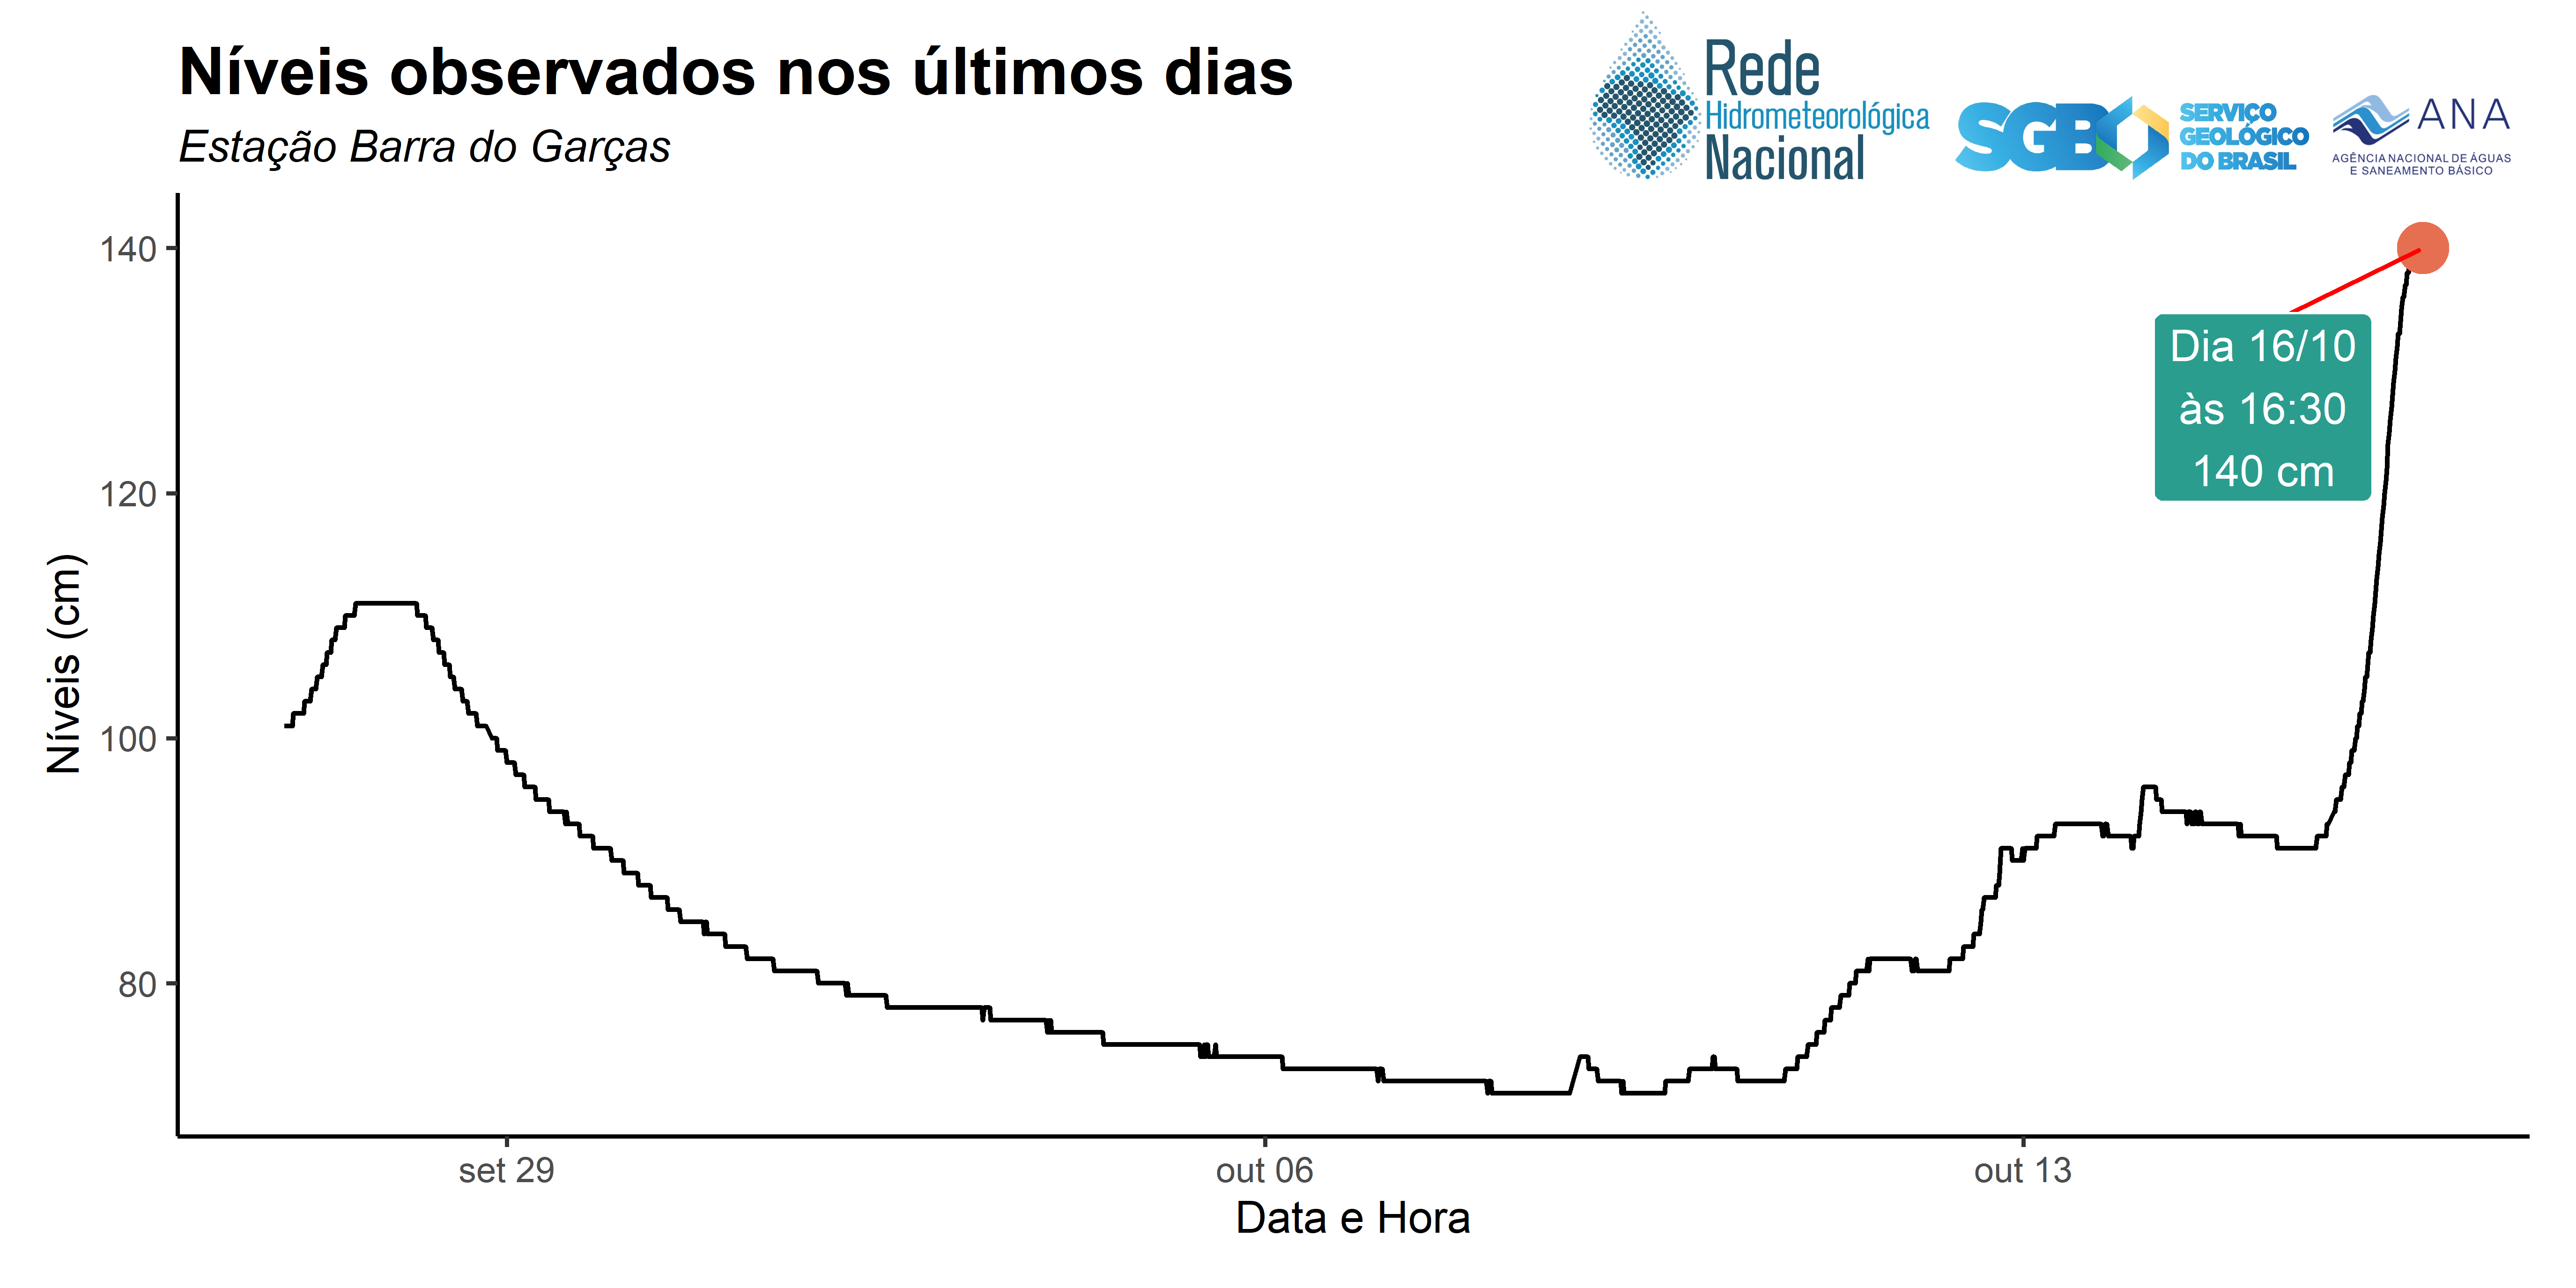 Níveis observados nos últimos dias
Estação Barra do Garças
Rede
Hidrometeorológica
Nacional
SGB
SERVIÇO
GEOLÓGICO
DO BRASIL
ANA
AGÊNCIA NACIONAL DE ÁGUAS
E SANEAMENTO BÁSICO
140
120
100
80
Níveis (cm)
Dia 16/10
às 16:30
140 cm
set 29
out 06
out 13
Data e Hora